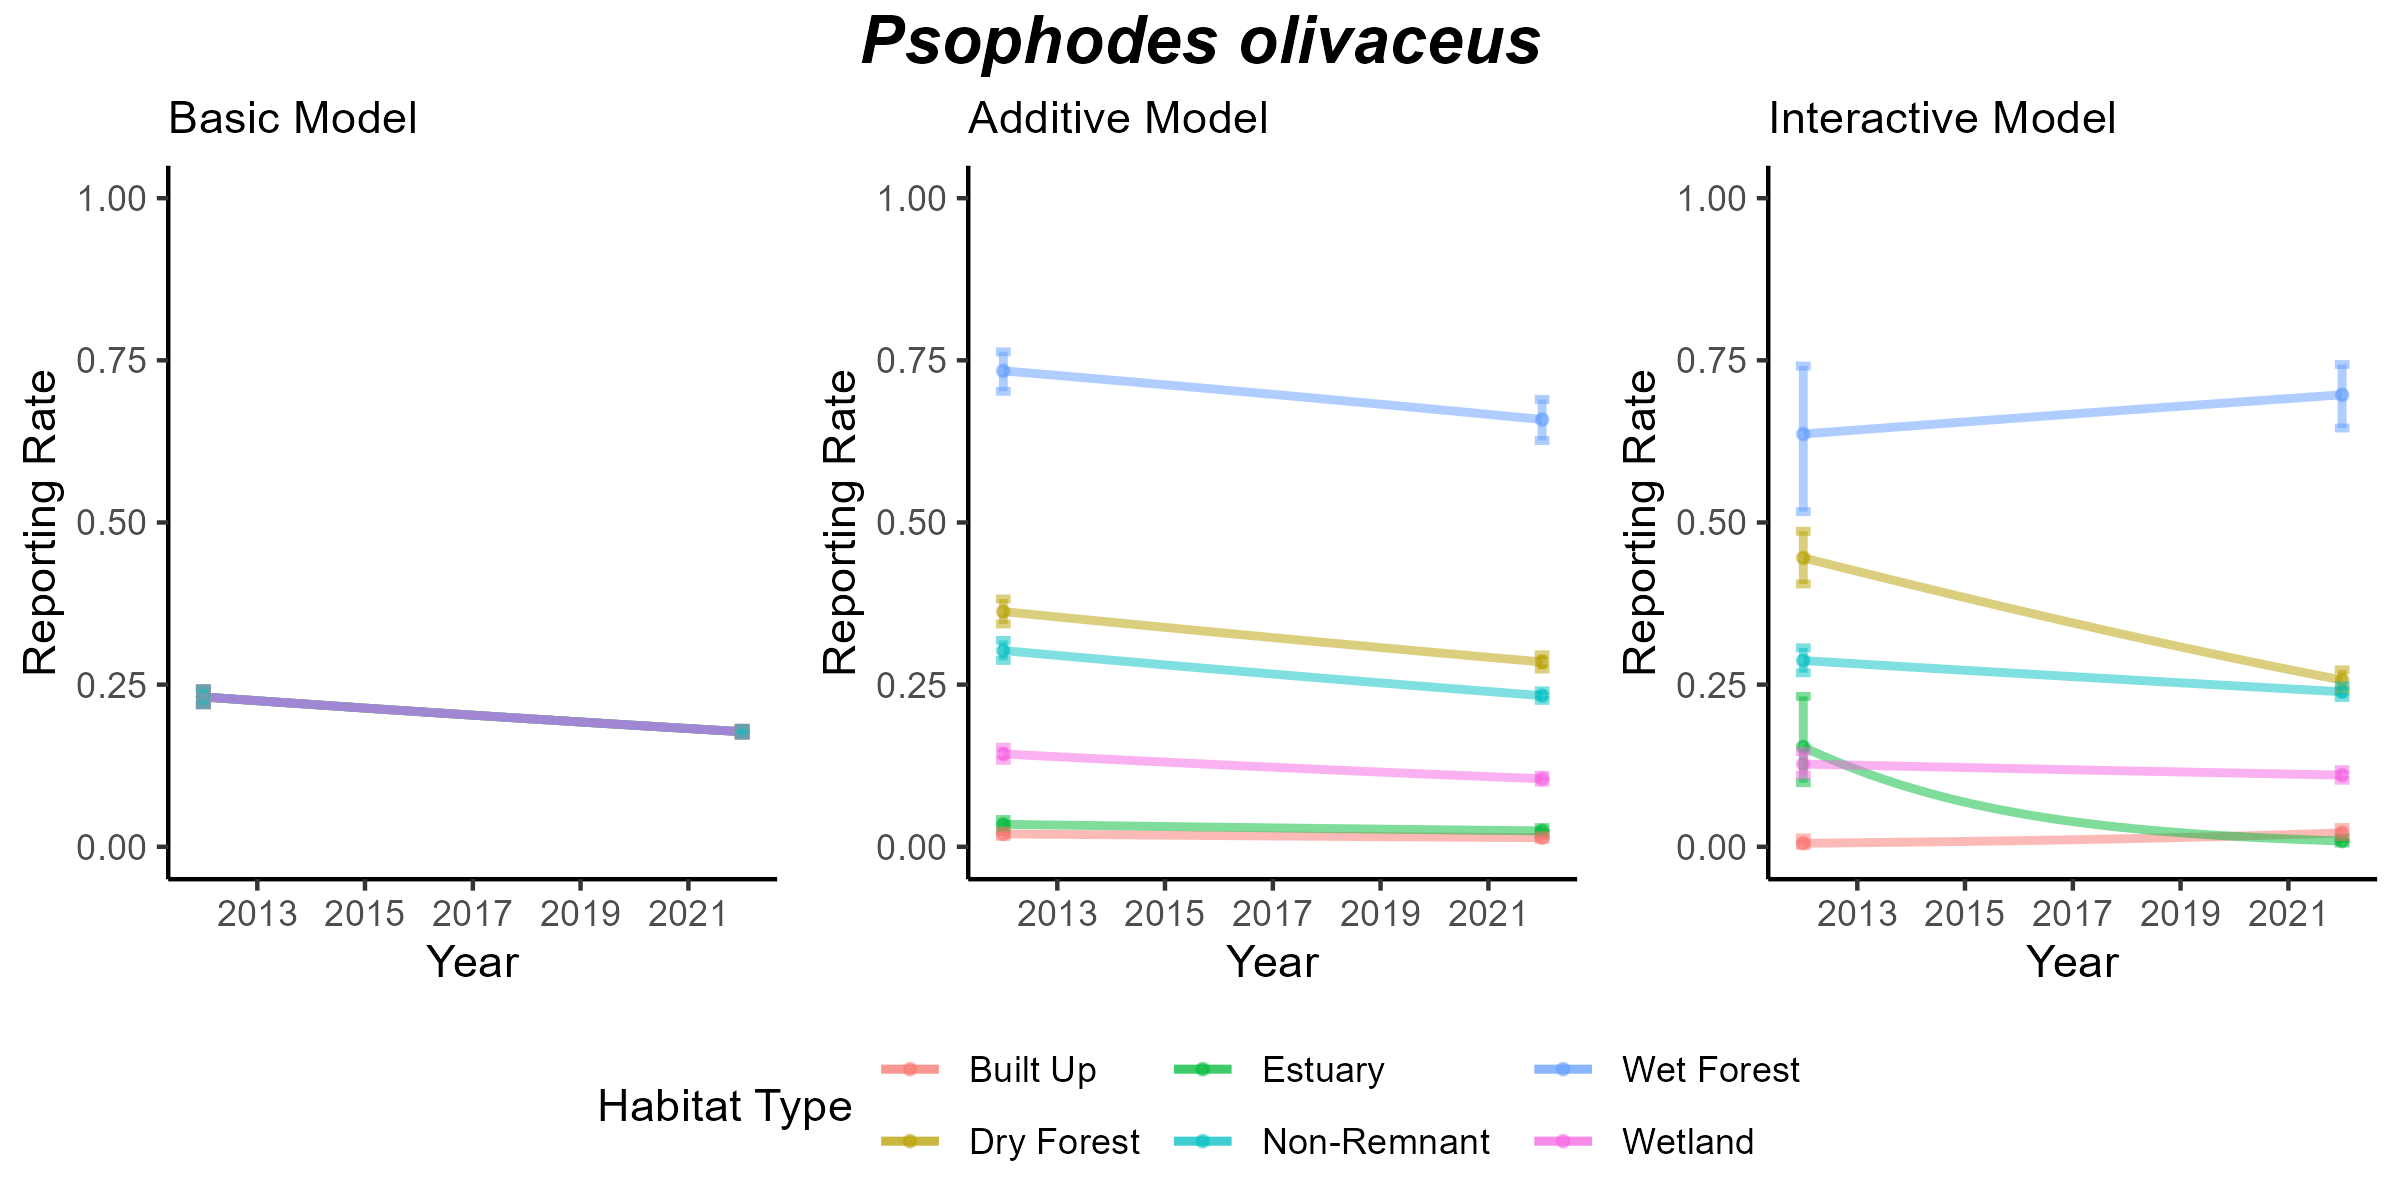 Psophodes olivaceus
Basic Model
Reporting Rate
1.00
0.75
0.50
0.25
0.00
2013 2015 2017 2019 2021
Year
Additive Model
Reporting Rate
1.00
0.75
0.50
0.25
0.00
2013 2015 2017 2019 2021
Year
Interactive Model
Reporting Rate
1.00
0.75
0.50
0.25
0.00
2013 2015 2017 2019 2021
Year
Habitat Type
Built Up
Estuary
Wet Forest
Dry Forest
Non-Remnant
Wetland